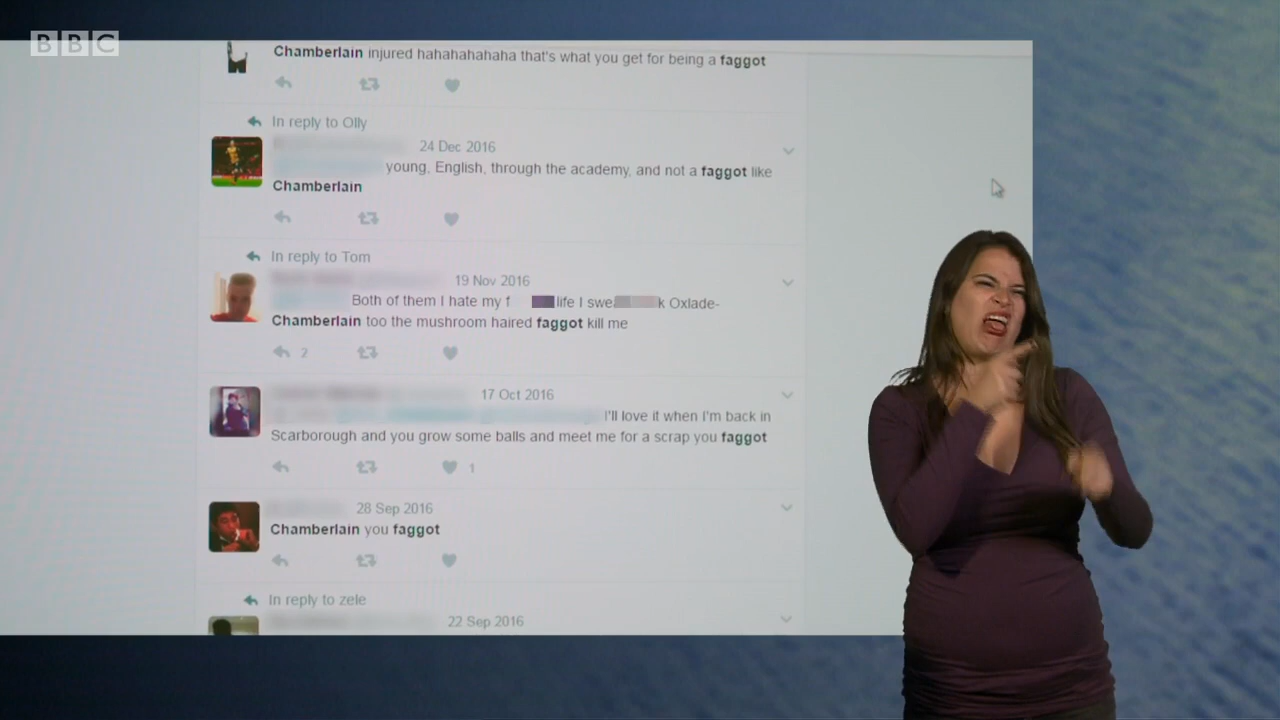 BBC
Chamberlain injured hahahahahaha that's what you get for being a faggot
In reply to Olly
24 Dec 2016
young, English, through the academy, and not a faggot like
Chamberlain
In reply to Tom
19 Nov 2016
Both of them I hate my f life I swe k Oxlade-
Chamberlain too the mushroom haired faggot kill me
2
17 Oct 2016
I'll love it when I'm back in
Scarborough and you grow some balls and meet me for a scrap you faggot
1
28 Sep 2016
Chamberlain you faggot
In reply to zele
22 Sep 2016